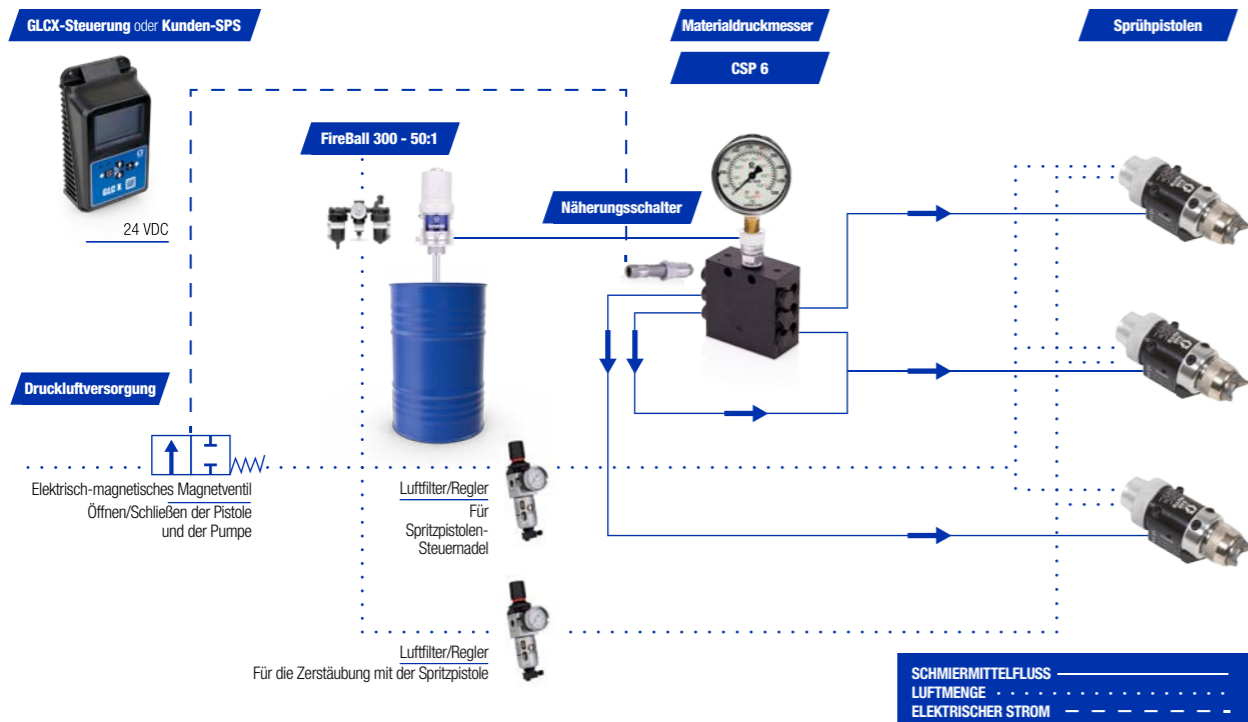 GLCX-Steuerung oder Kunden-SPS
Materialdruckmesser
Sprühpistolen
CSP 6
FireBall 300 - 50:1
Näherungsschalter
GLC X
24 VDC
Druckluftversorgung
Elektrisch-magnetisches Magnetventil
Öffnen/Schließen der Pistole
und der Pumpe
Luftfilter/Regler
Für
Spritzpistolen-
Steuernadel
Luftfilter/Regler
Für die Zerstäubung mit der Spritzpistole
SCHMIERMITTELFLUSS
LUFTMENGE
ELEKTRISCHER STROM